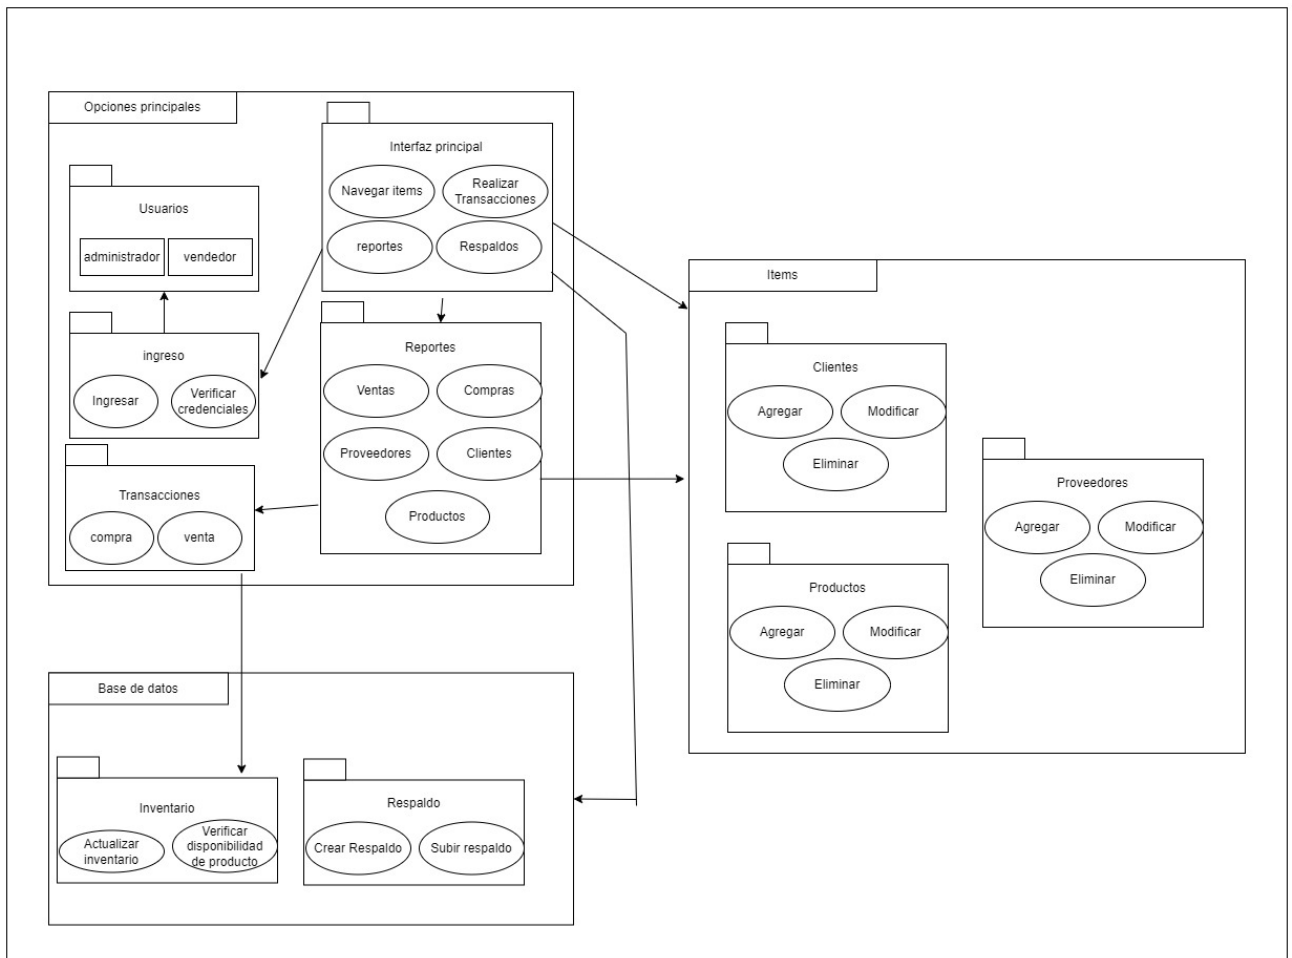 Opciones principales
Interfaz principal
Navegar items
Realizar
Transacciones
reportes
Respaldos
Usuarios
administrador
vendedor
ingreso
Ingresar
Verificar
credenciales
Reportes
Ventas
Compras
Proveedores
Clientes
Productos
Transacciones
compra
venta
Items
Clientes
Agregar
Modificar
Eliminar
Proveedores
Agregar
Modificar
Eliminar
Productos
Agregar
Modificar
Eliminar
Base de datos
Inventario
Actualizar
inventario
Verificar
disponibilidad
de producto
Respaldo
Crear Respaldo
Subir respaldo